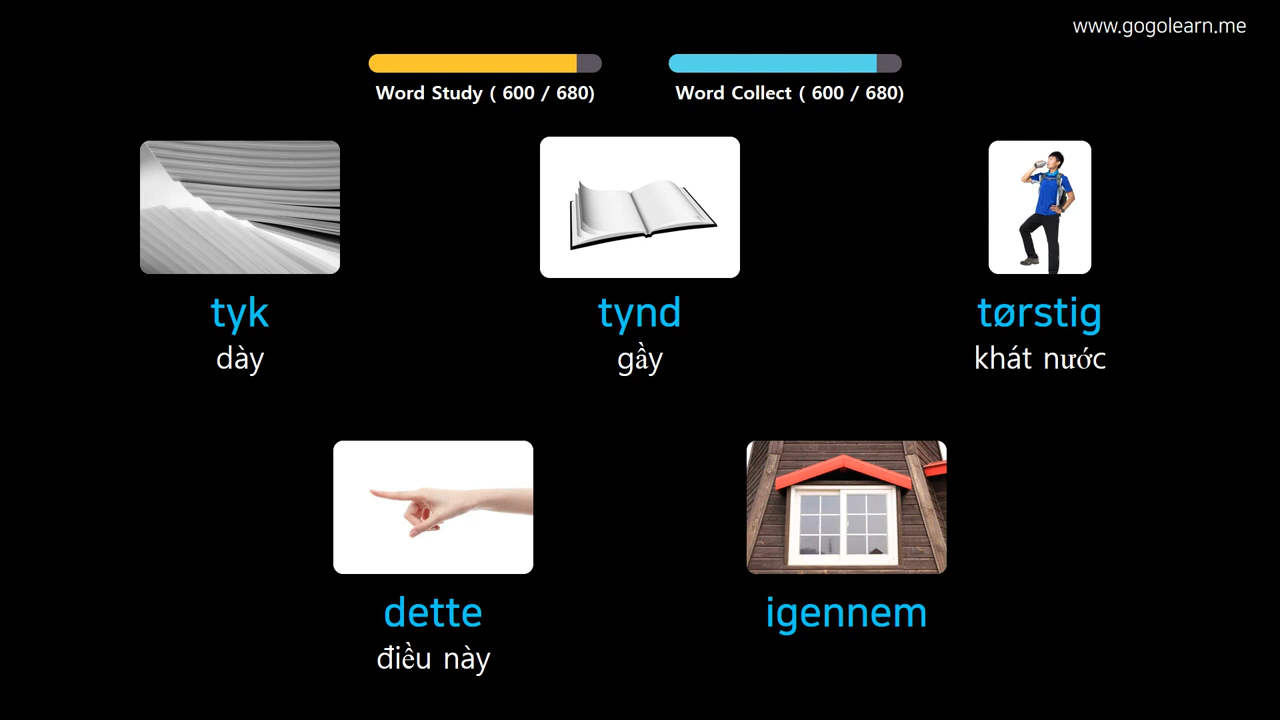 www.gogolearn.me
Word Study ( 600 / 680)
Word Collect ( 600 / 680)
tyk
dày
tynd
gầy
tørstig
khát nước
dette
điều này
igennem